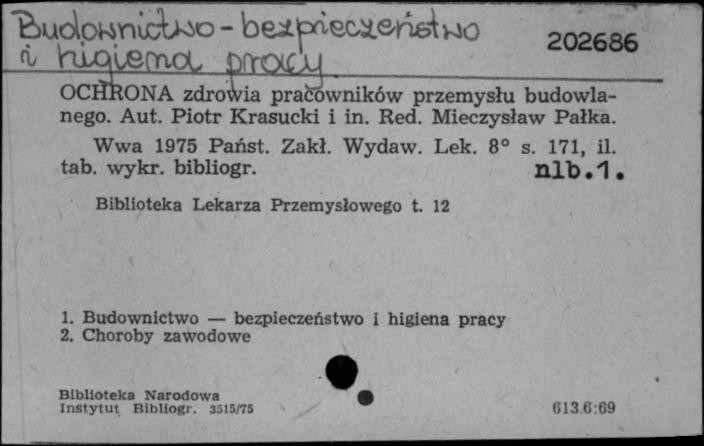 Budownictwo - bezpieczeństwo
i higiena pracy
202686
OCHRONA zdrowia pracowników przemysłu budowla-
nego. Aut. Piotr Krasucki i in. Red. Mieczysław Pałka.
Wwa 1975 Państ. Zakł. Wydaw. Lek. 8° s. 171, il.
tab. wykr. bibliogr.
nlb.1.
Biblioteka Lekarza Przemysłowego t. 12
1. Budownictwo — bezpieczeństwo i higiena pracy
2. Choroby zawodowe
Biblioteka Narodowa
Instytut Bibliogr. 3515/75
613.6:69